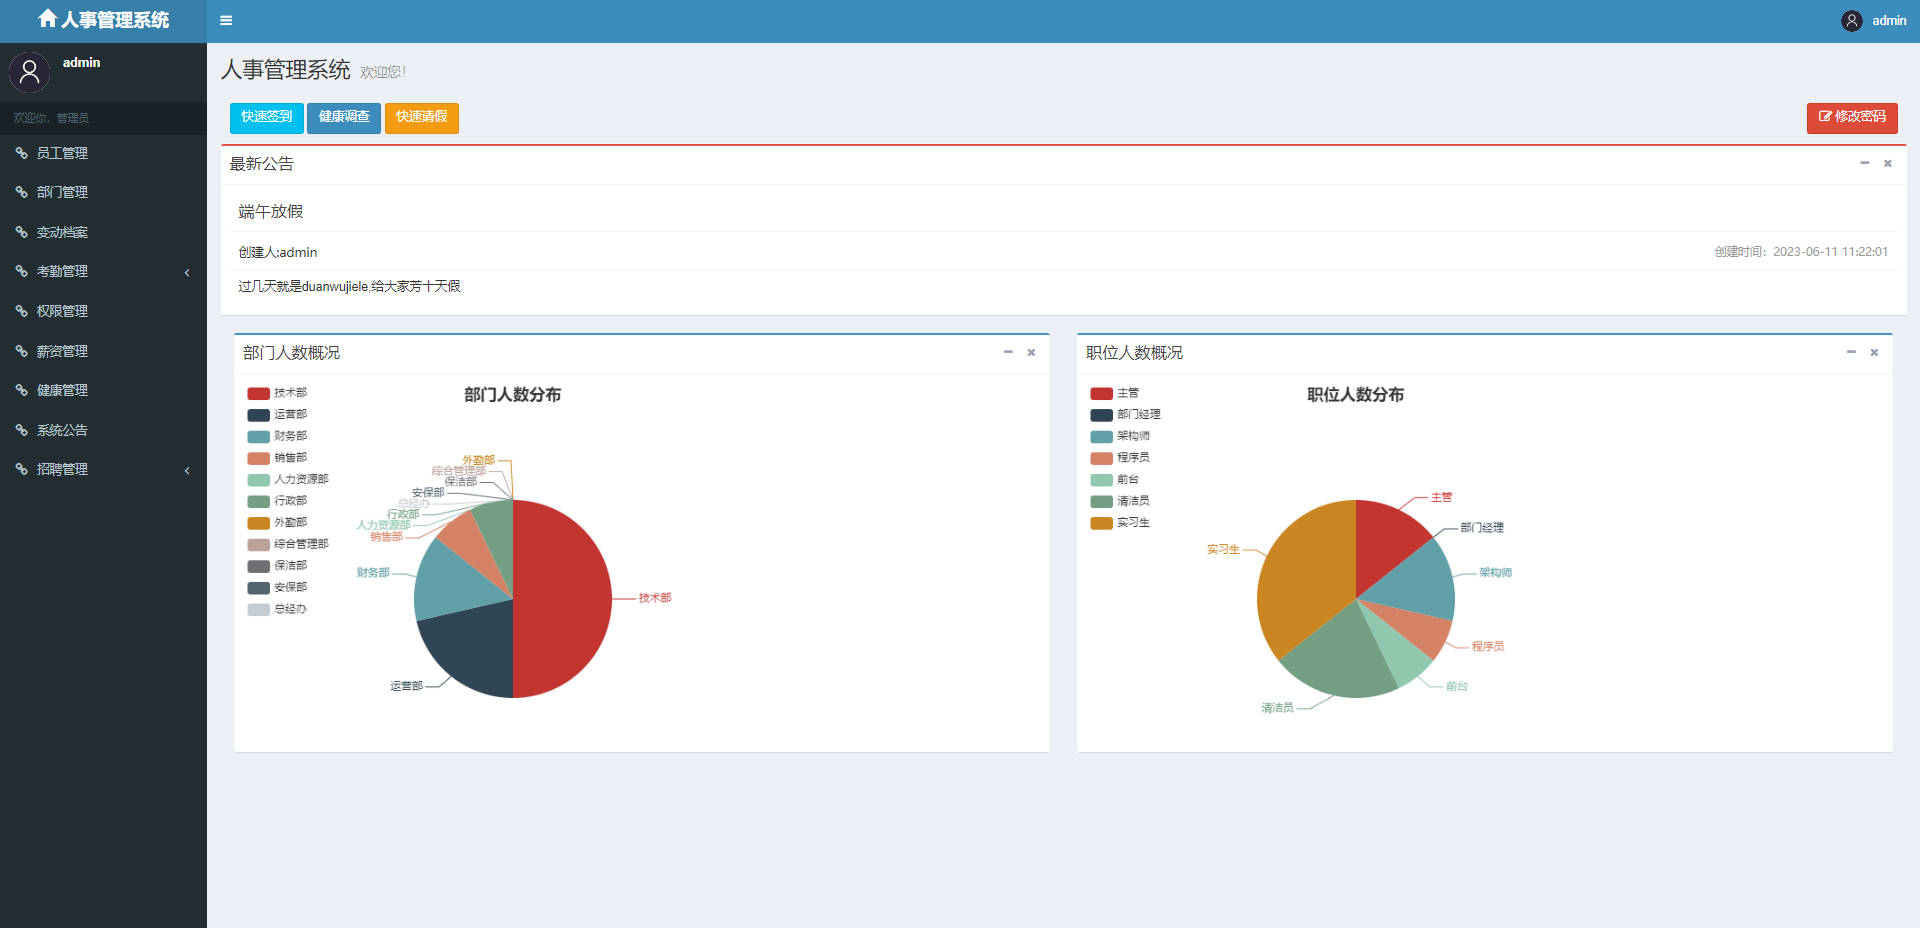 人事管理系统
admin
admin
欢迎你，管理员
员工管理
部门管理
变动档案
考勤管理
权限管理
薪资管理
健康管理
系统公告
招聘管理
人事管理系统 欢迎您!
快速签到 健康调查 快速请假 修改密码
最新公告
端午放假
创建人:admin 创建时间：2023-06-11 11:22:01
过几天就是duanwujiele,给大家芳十天假
部门人数概况
部门人数分布
技术部
运营部
财务部
销售部
人力资源部
行政部
外勤部
综合管理部
保洁部
安保部
总经办
外勤部
综合管理部
保洁部
安保部
总经办
行政部
人力资源部
销售部
财务部
技术部
运营部
职位人数概况
职位人数分布
主管
部门经理
架构师
程序员
前台
清洁员
实习生
主管
部门经理
实习生
架构师
程序员
前台
清洁员